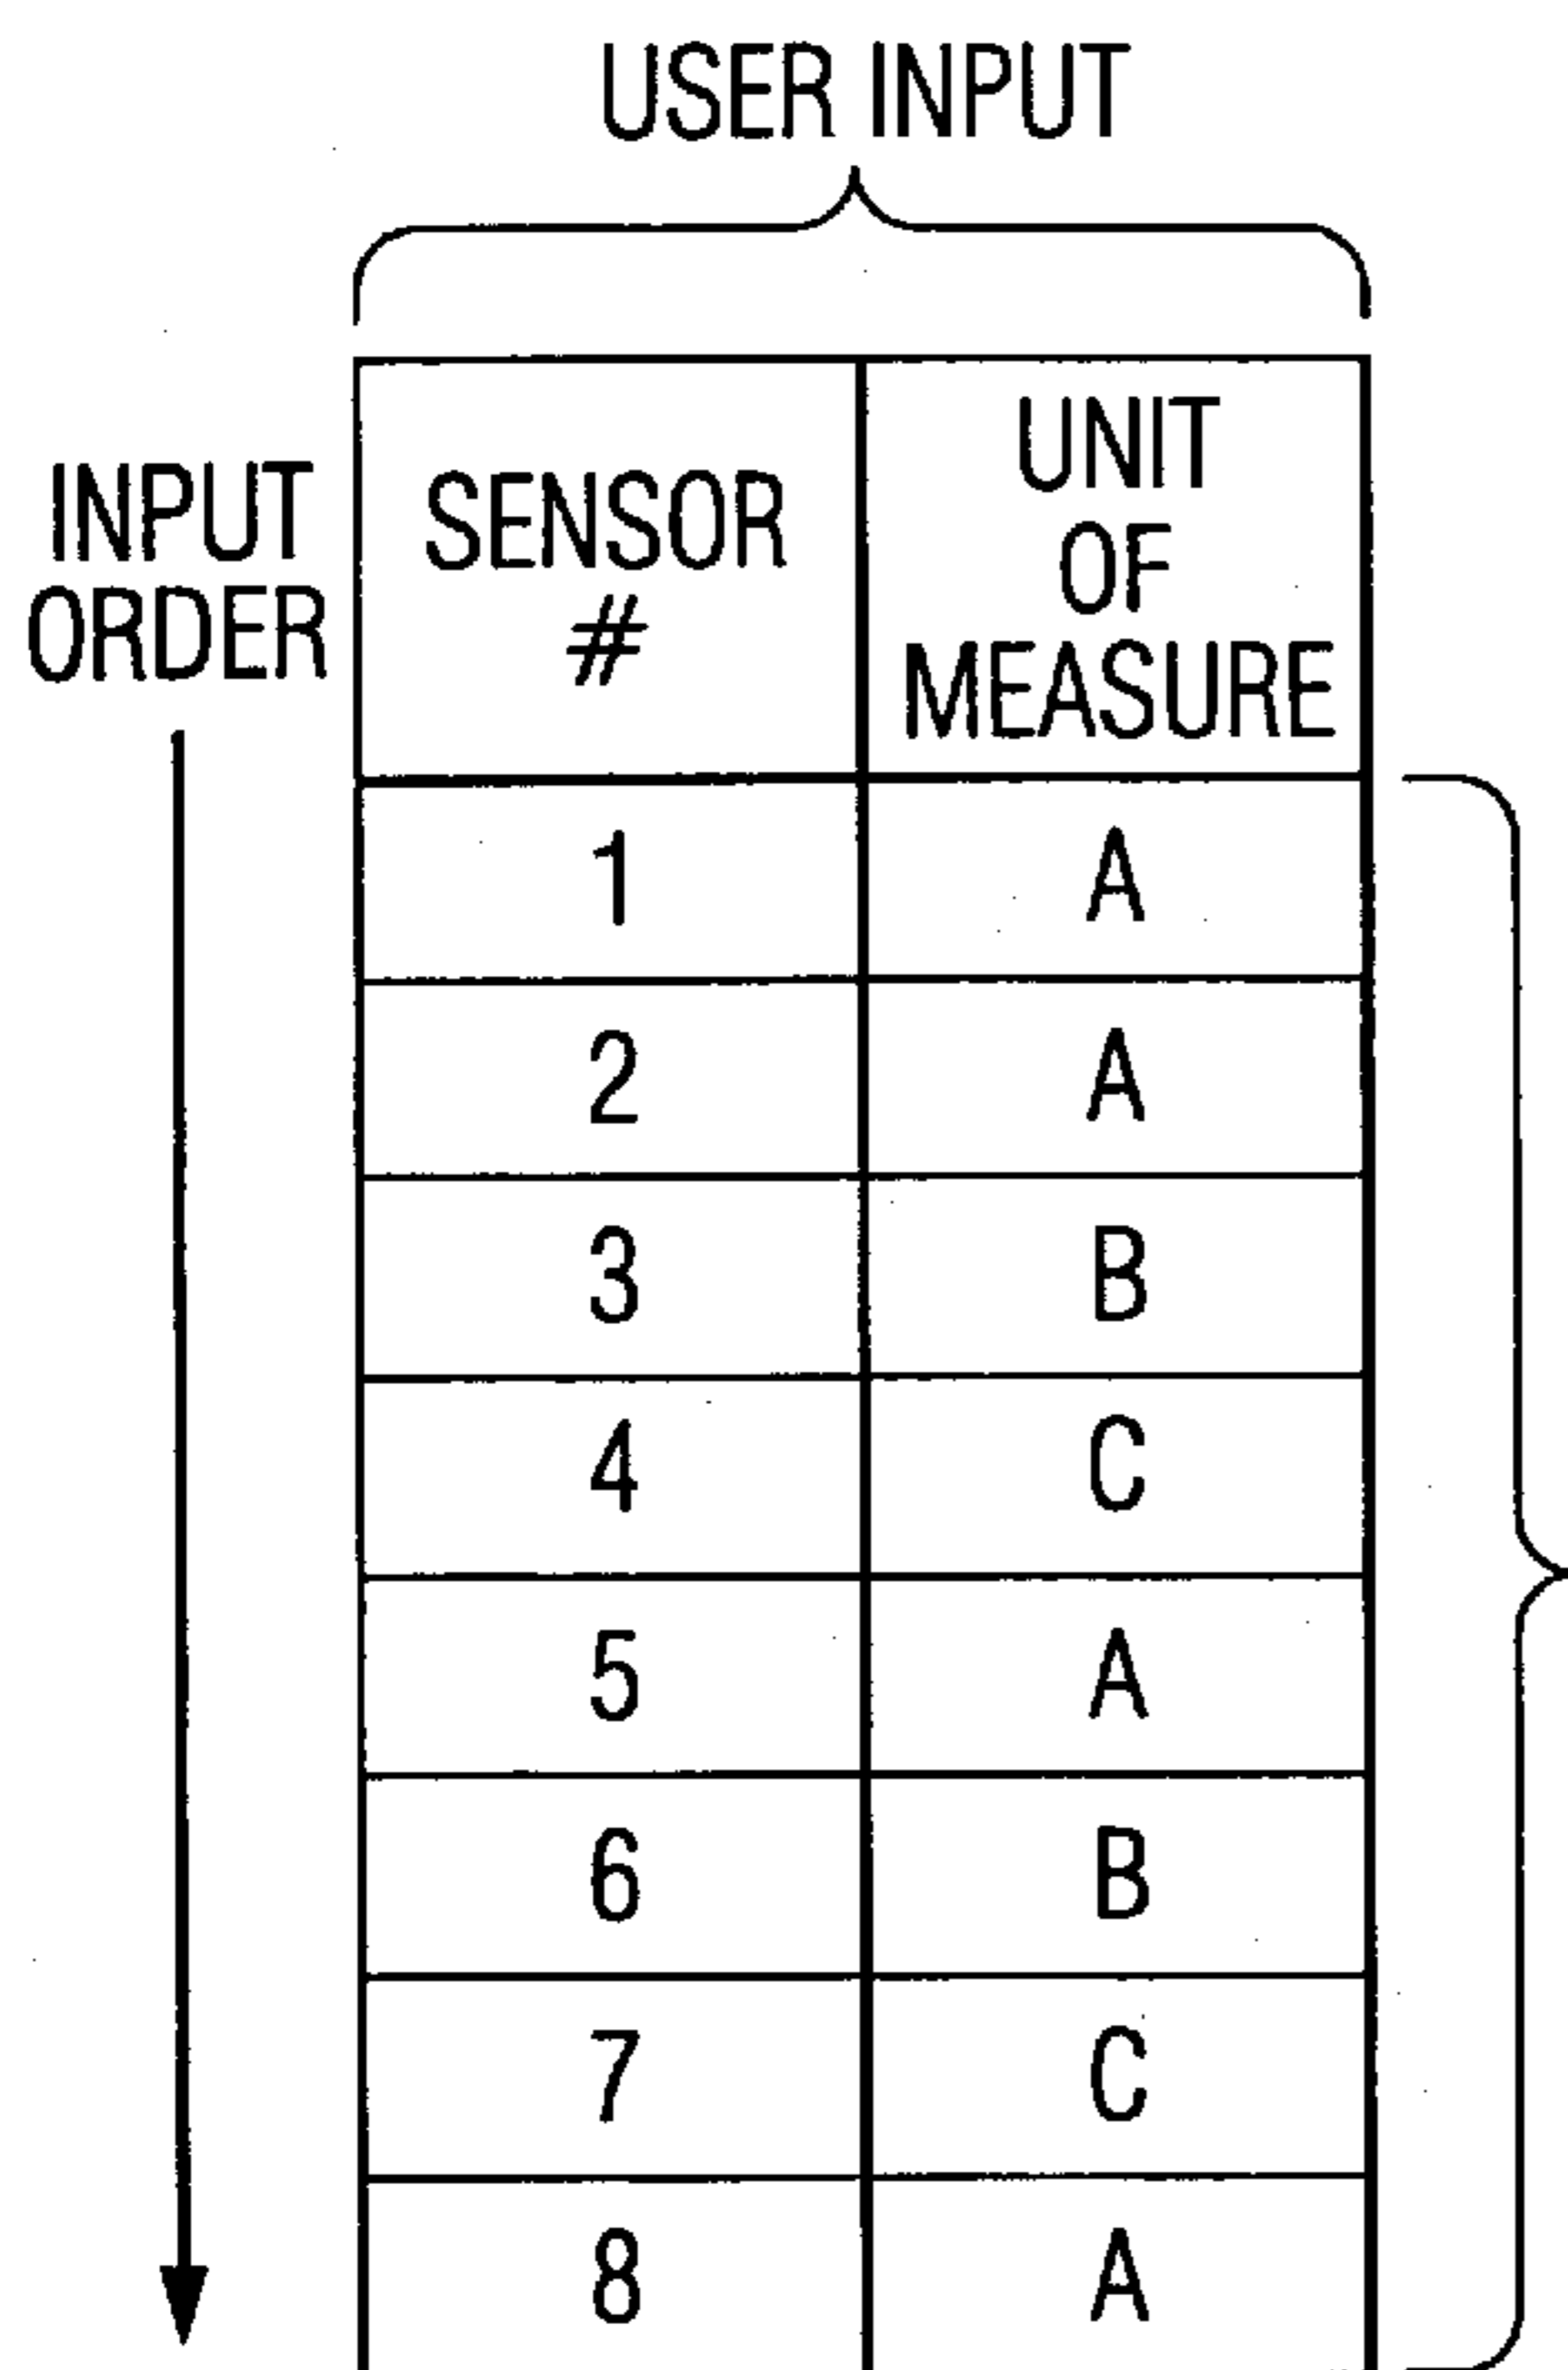 USER INPUT
INPUT
ORDER
SENSOR
#
UNIT
OF
MEASURE
1 A
2 A
3 B
4 C
5 A
6 B
7 C
8 A